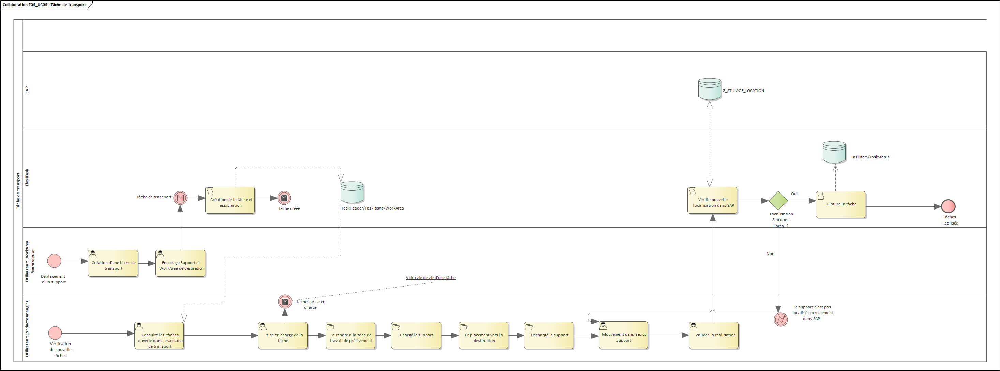 Collaboration F03_UC03 : Tâche de transport
Tâche de transport
SAP
Z_STILLAGE_LOCATION
FlexiTask
TaskItem/TaskStatus
Tâche de transport
Création de la tâche et
assignation
Tâche créée
TaskHeader/TaskItems/WorkArea
Vérifie nouvelle
localisation dans SAP
Oui
Localisation
Sap dans
l'area ?
Cloture la tâche
Tâches
Réalisée
Utilisateur: WorkArea
Fournisseuse
Déplacement
d'un support
Création d'une tâche de
transport
Encodage Support et
WorkArea de destination
Non
Voir cyle de vie d'une tâche
Utilisateur:Conducteur engins
Tâches prise en
charge
Le support n'est pas
localisé correctement
dans SAP
Vérifcation
de nouvelle
tâches
Consulte les tâches
ouverte dans le workarea
de transport
Prise en charge de la
tâche
Se rendre a la zone de
travail de prélèvement
Chargé le support
Déplacement vers la
destination
Déchargé le support
Mouvement dans Sap du
support
Valider la réalisation